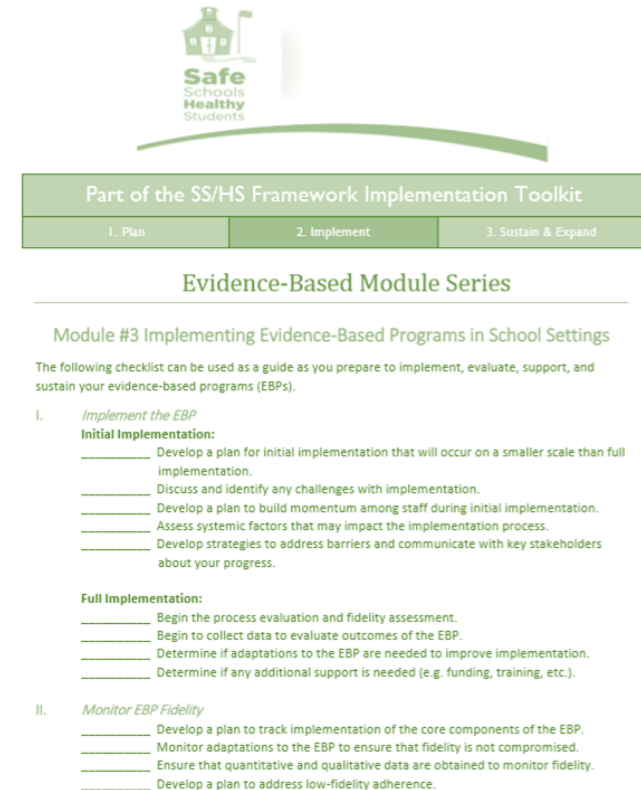 Safe
Schools
Healthy
Students
Part of the SS/HS Framework Implementation Toolkit
1. Plan
2. Implement
3. Sustain & Expand
Evidence-Based Module Series
Module #3 Implementing Evidence-Based Programs in School Settings
The following checklist can be used as a guide as you prepare to implement, evaluate, support, and
sustain your evidence-based programs (EBPs).
I. Implement the EBP
Initial Implementation:
__________ Develop a plan for initial implementation that will occur on a smaller scale than full
implementation.
__________ Discuss and identify any challenges with implementation.
__________ Develop a plan to build momentum among staff during initial implementation.
__________ Assess systemic factors that may impact the implementation process.
__________ Develop strategies to address barriers and communicate with key stakeholders
about your progress.
Full Implementation:
__________ Begin the process evaluation and fidelity assessment.
__________ Begin to collect data to evaluate outcomes of the EBP.
__________ Determine if adaptations to the EBP are needed to improve implementation.
__________ Determine if any additional support is needed (e.g. funding, training, etc.).
II. Monitor EBP Fidelity
__________ Develop a plan to track implementation of the core components of the EBP.
__________ Monitor adaptations to the EBP to ensure that fidelity is not compromised.
__________ Ensure that quantitative and qualitative data are obtained to monitor fidelity.
__________ Develop a plan to address low-fidelity adherence.